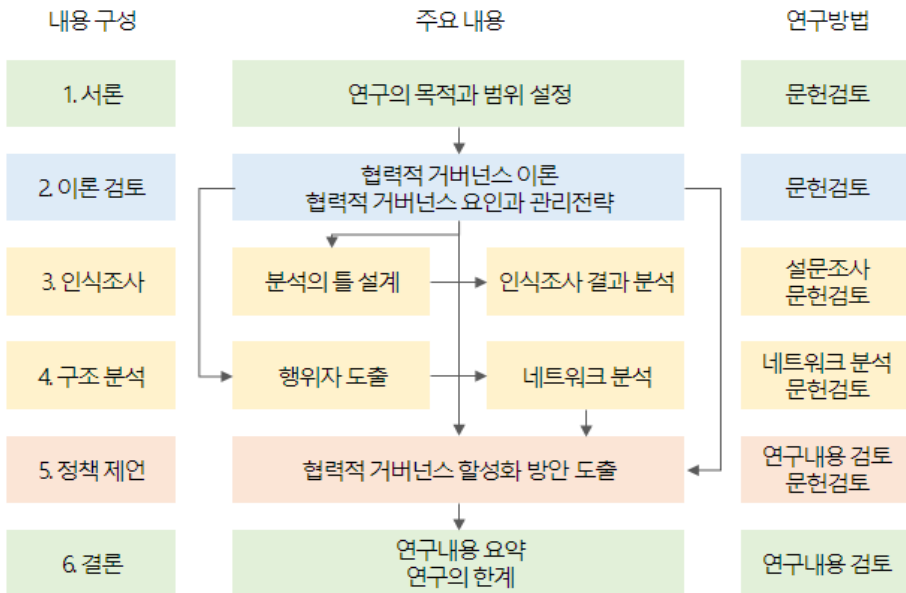 내용 구성
주요 내용
연구방법
1. 서론
연구의 목적과 범위 설정
문헌검토
2. 이론 검토
협력적 거버넌스 이론
협력적 거버넌스 요인과 관리전략
문헌검토
3. 인식조사
분석의 틀 설계
인식조사 결과 분석
설문조사
문헌검토
4. 구조 분석
행위자 도출
네트워크 분석
네트워크 분석
문헌검토
5. 정책 제언
협력적 거버넌스 활성화 방안 도출
연구내용 검토
문헌검토
6. 결론
연구내용 요약
연구의 한계
연구내용 검토